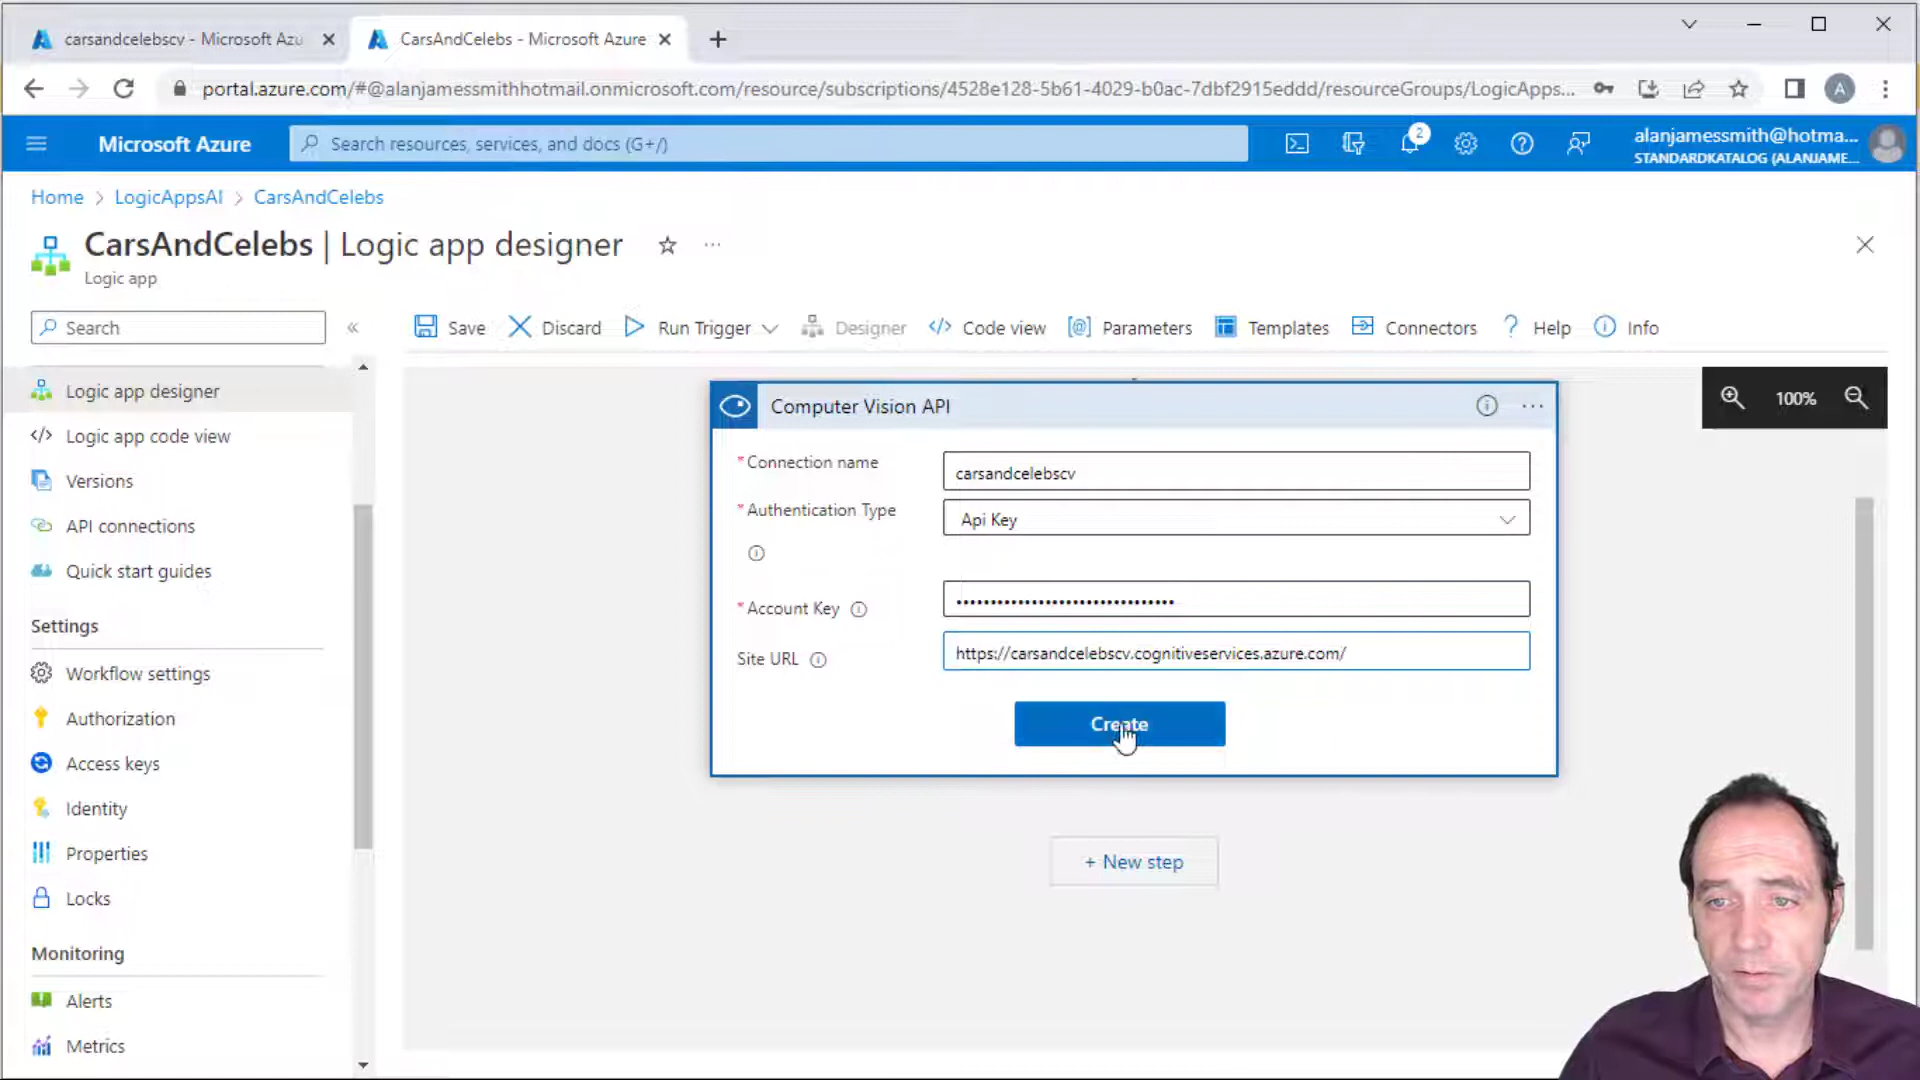 carsandcelebscv - Microsoft Azu
CarsAndCelebs - Microsoft Azure
portal.azure.com/#@alanjamessmithhotmail.onmicrosoft.com/resource/subscriptions/4528e128-5b61-4029-b0ac-7dbf2915eddd/resourceGroups/LogicApps...
A
Microsoft Azure
Search resources, services, and docs (G+/)
2
alanjamessmith@hotma...
STANDARDKATALOG (ALANJAME...
Home > LogicAppsAI > CarsAndCelebs
CarsAndCelebs | Logic app designer
Logic app
Search
Save
Discard
Run Trigger
Designer
Code view
Parameters
Templates
Connectors
Help
Info
Logic app designer
Logic app code view
Versions
API connections
Quick start guides
Settings
Workflow settings
Authorization
Access keys
Identity
Properties
Locks
Monitoring
Alerts
Metrics
Computer Vision API
100%
* Connection name
carsandcelebscv
* Authentication Type
Api Key
* Account Key
Site URL
https://carsandcelebscv.cognitiveservices.azure.com/
Create
+ New step